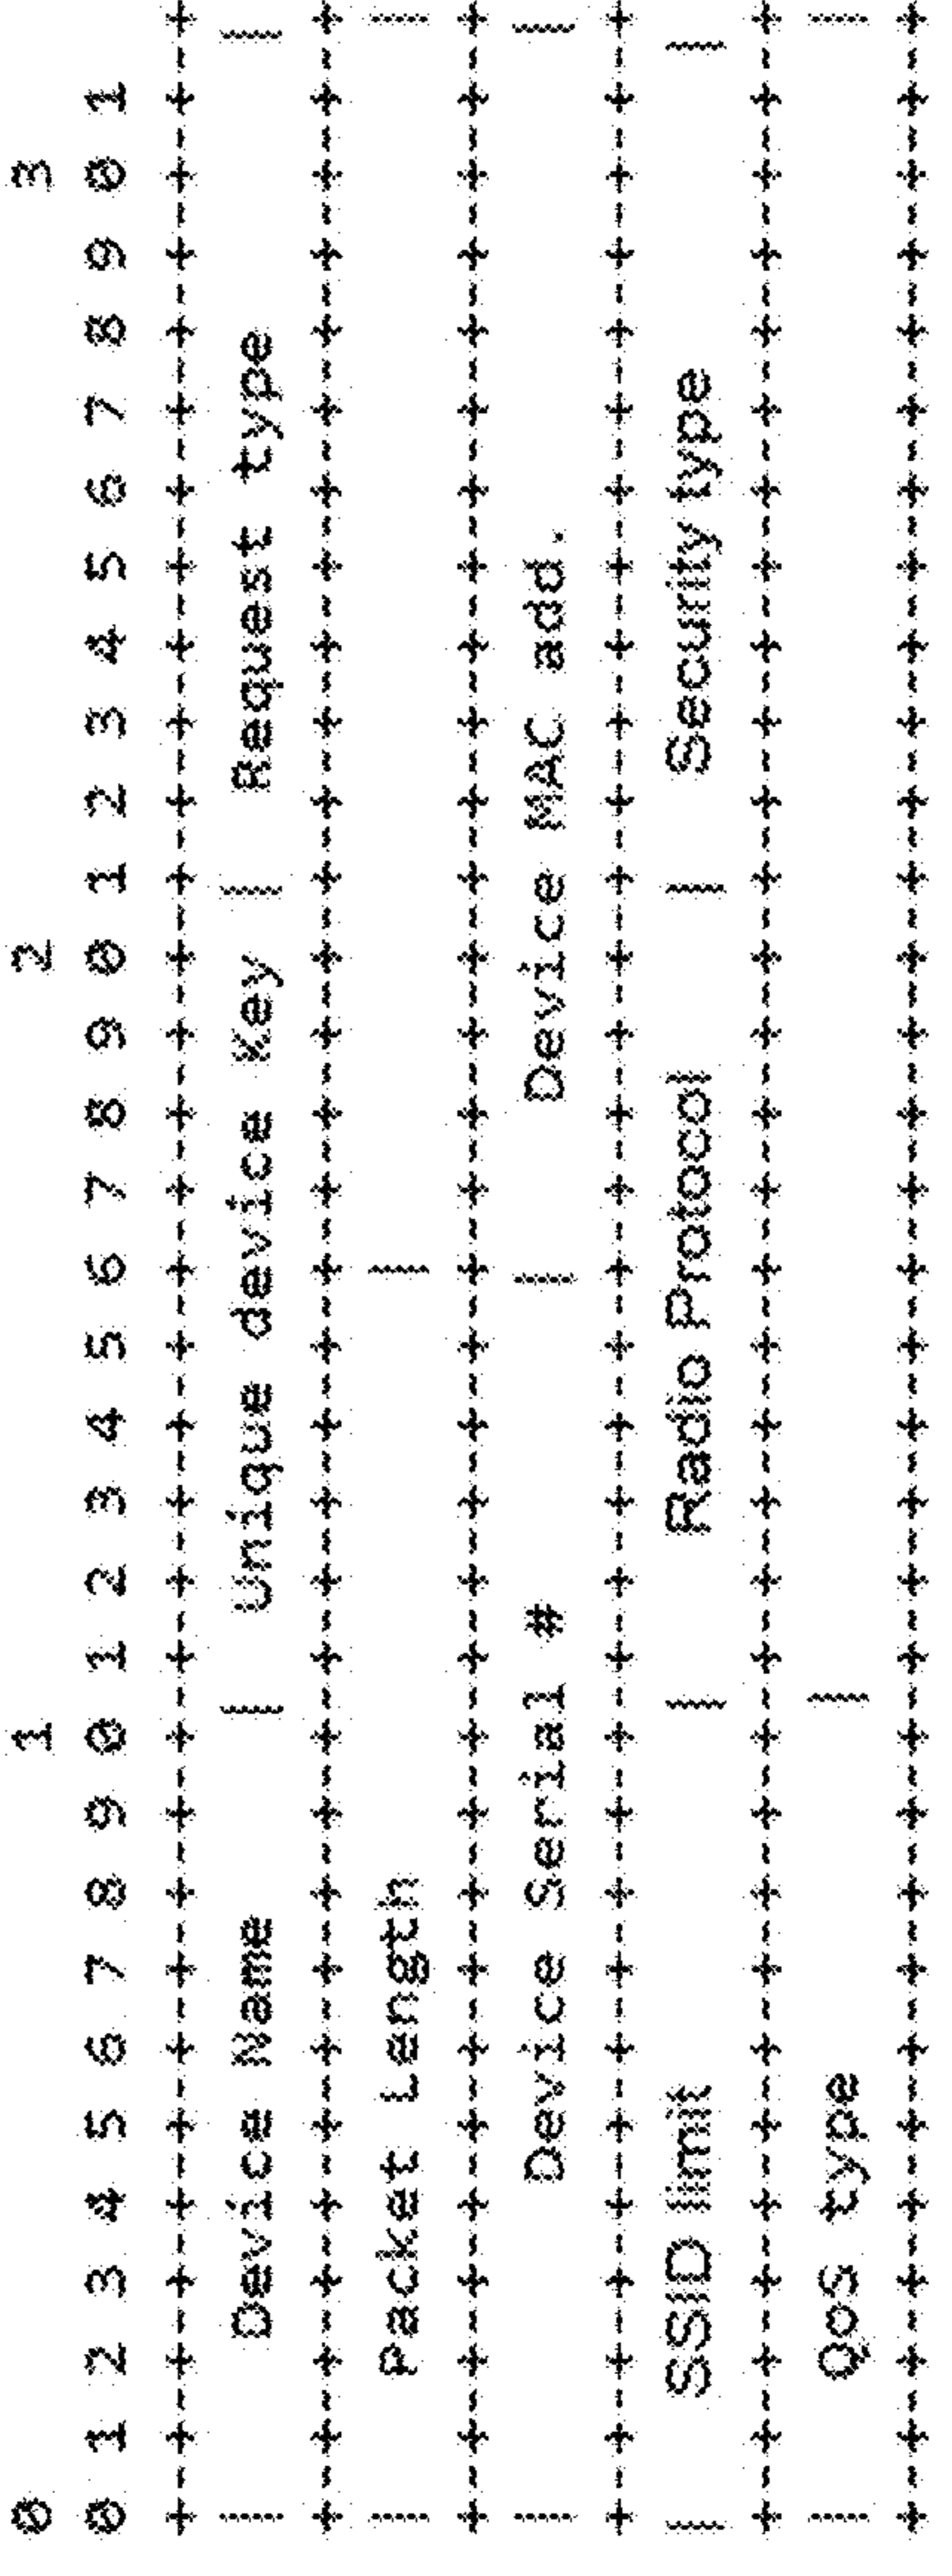 0 1 2 3
0 1 2 3 4 5 6 7 8 9 0 1 2 3 4 5 6 7 8 9 0 1 2 3 4 5 6 7 8 9 0 1
+-+-+-+-+-+-+-+-+-+-+-+-+-+-+-+-+-+-+-+-+-+-+-+-+-+-+-+-+-+-+-+-+
| Device Name | Unique device Key | Request type |
+-+-+-+-+-+-+-+-+-+-+-+-+-+-+-+-+-+-+-+-+-+-+-+-+-+-+-+-+-+-+-+-+
| Packet Length | |
+-+-+-+-+-+-+-+-+-+-+-+-+-+-+-+-+-+-+-+-+-+-+-+-+-+-+-+-+-+-+-+-+
| Device Serial # | Device MAC add. |
+-+-+-+-+-+-+-+-+-+-+-+-+-+-+-+-+-+-+-+-+-+-+-+-+-+-+-+-+-+-+-+-+
| SSID limit | Radio Protocol | Security type |
+-+-+-+-+-+-+-+-+-+-+-+-+-+-+-+-+-+-+-+-+-+-+-+-+-+-+-+-+-+-+-+-+
| QoS type | |
+-+-+-+-+-+-+-+-+-+-+-+-+-+-+-+-+-+-+-+-+-+-+-+-+-+-+-+-+-+-+-+-+